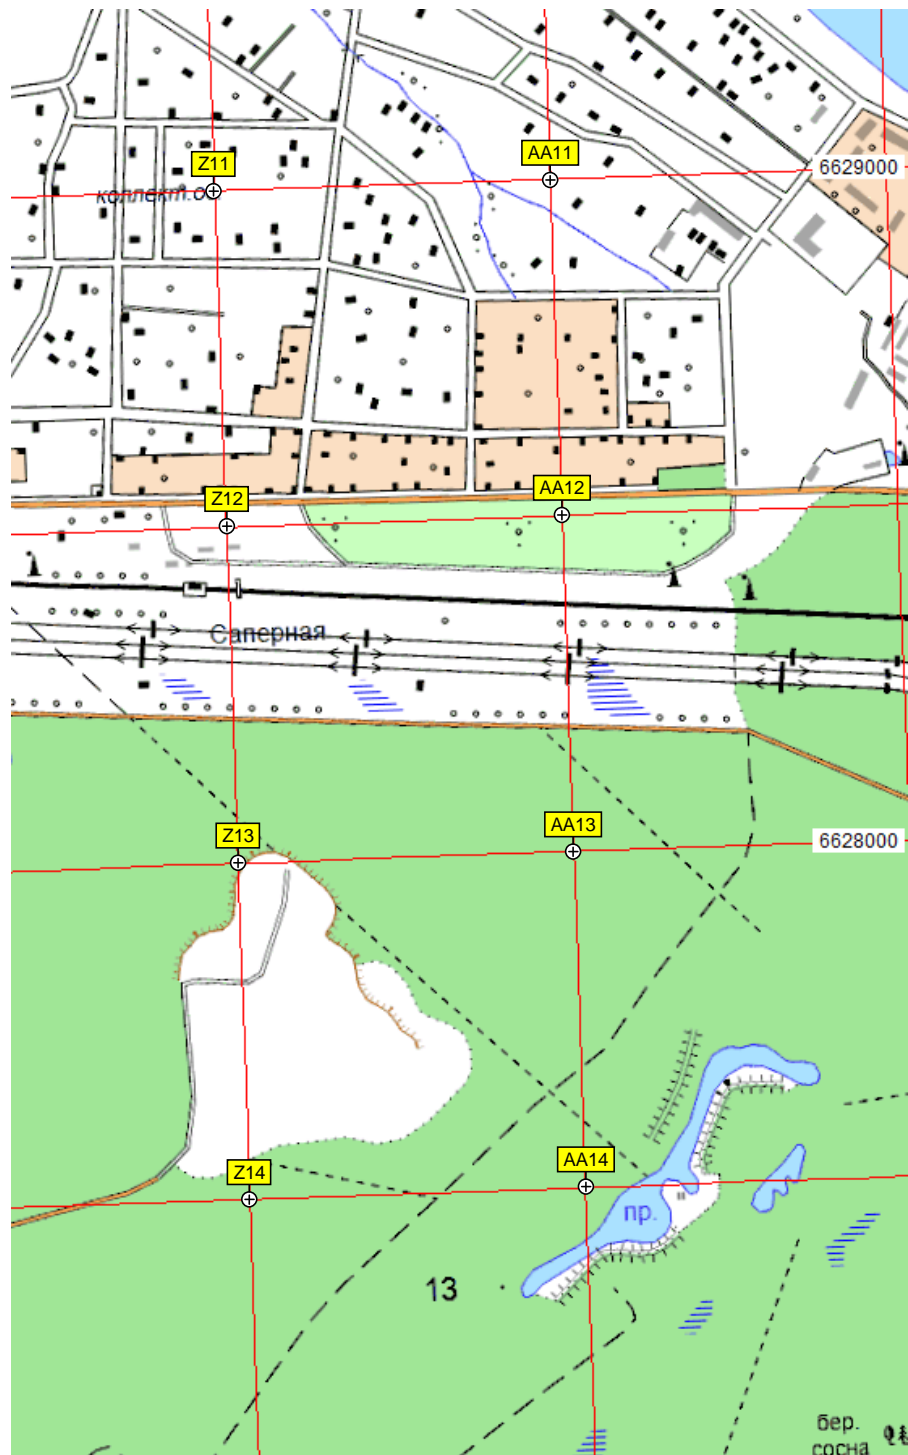 AA11
Z11
6629000
коллект.
AA12
Z12
Саперная
AA13
Z13
6628000
AA14
Z14
пр.
13
бер.
сосна